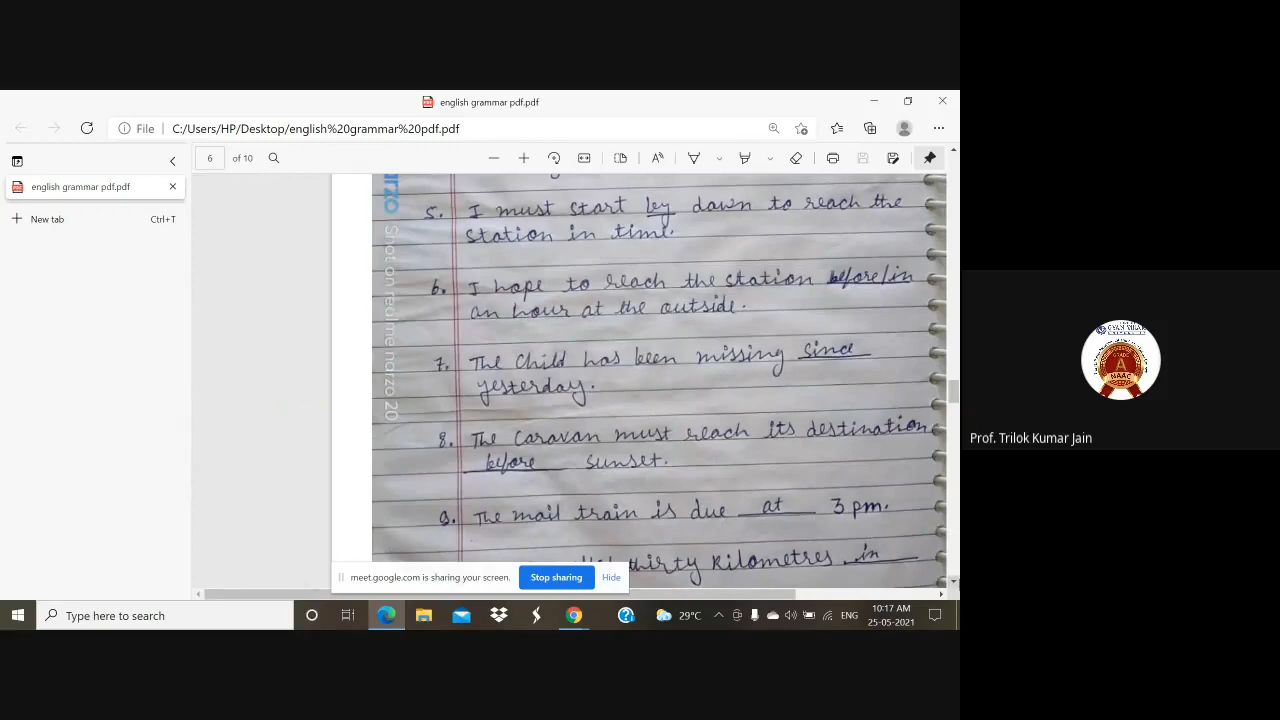 english grammar pdf.pdf
File
C:/Users/HP/Desktop/english%20grammar%20pdf.pdf
6 of 10
english grammar pdf.pdf
New tab Ctrl+T
narzo Shot on realme narzo 20
5. I must start by dawn to reach the
station in time.
6. I hope to reach the station before/in
an hour at the outside.
7. The child has been missing since
yesterday.
8. The caravan must reach its destination
before sunset.
9. The mail train is due at 3 pm.
thirty kilometres in
meet.google.com is sharing your screen. Stop sharing Hide
Type here to search
29°C
ENG
10:17 AM
25-05-2021
GRADE
A
NAAC
Prof. Trilok Kumar Jain